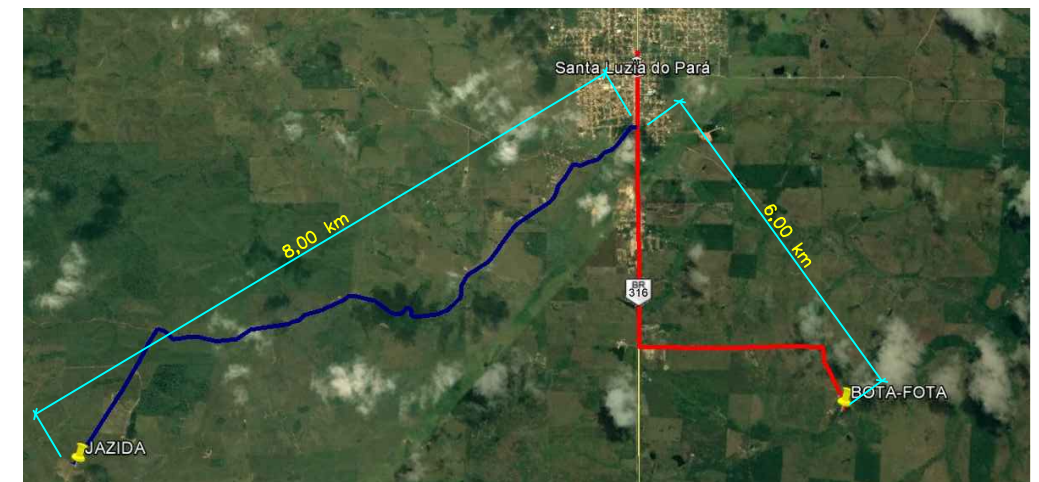 Santa Luzia do Pará
8,00 km
6,00 km
BR
316
BOTA-FOTA
JAZIDA